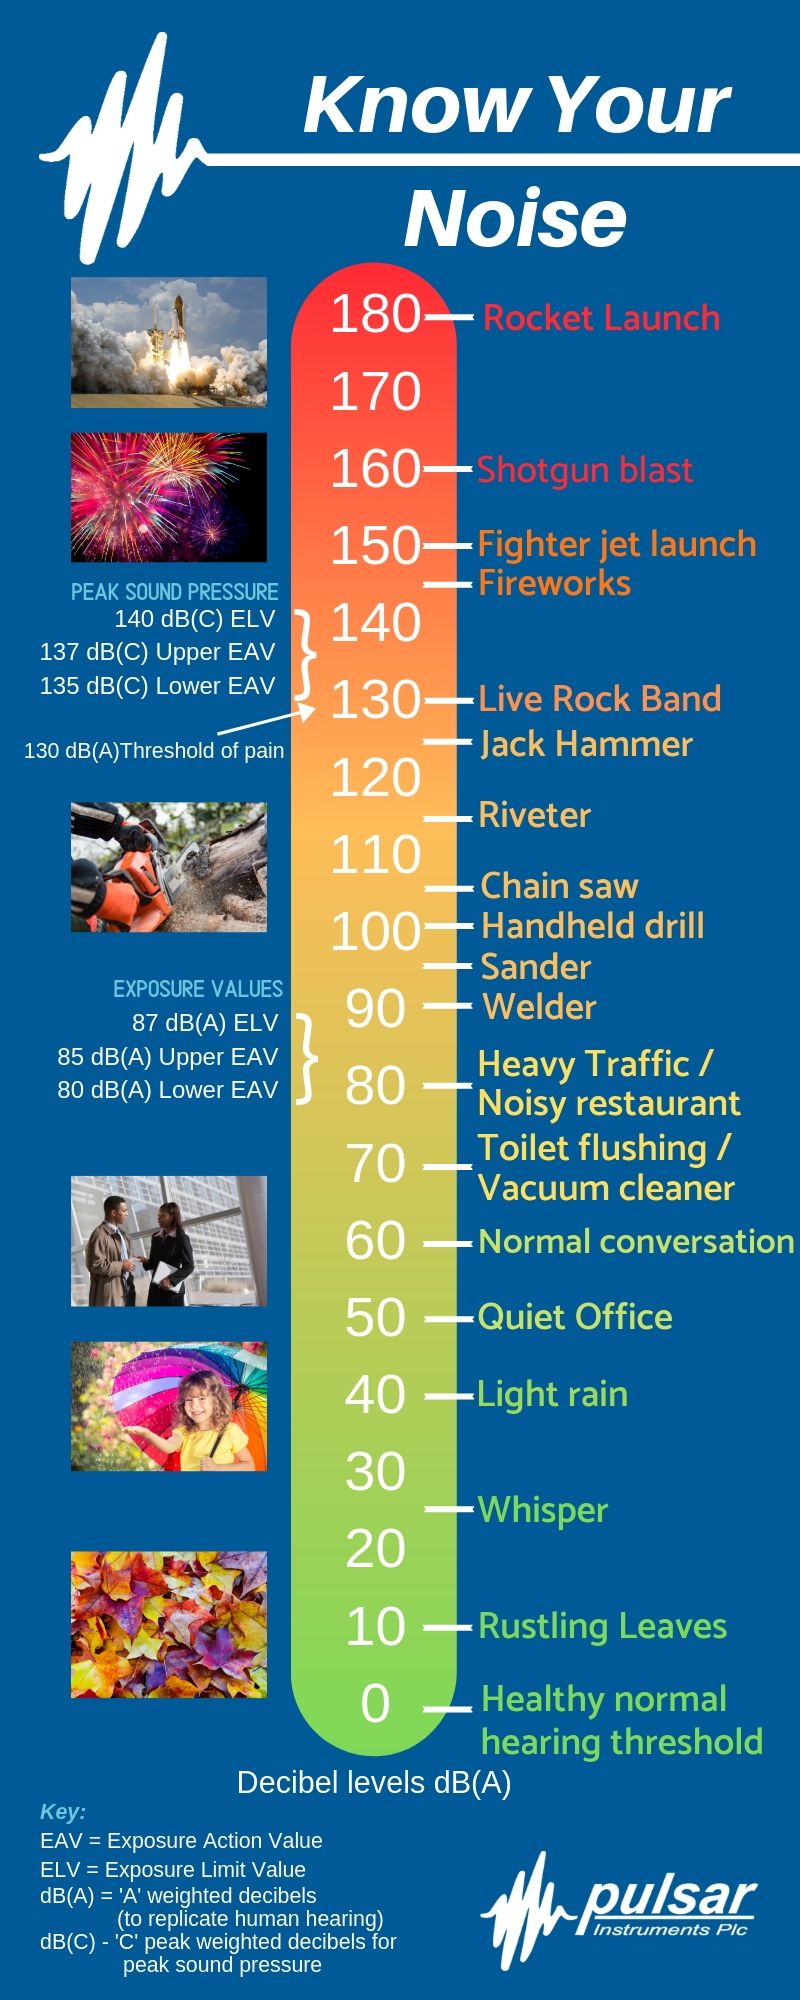 Know Your
Noise
180
Rocket Launch
170
160
Shotgun blast
150
Fighter jet launch
Fireworks
PEAK SOUND PRESSURE
140 dB(C) ELV
137 dB(C) Upper EAV
135 dB(C) Lower EAV
140
130
Live Rock Band
130 dB(A)Threshold of pain
Jack Hammer
120
Riveter
110
Chain saw
100
Handheld drill
Sander
EXPOSURE VALUES
87 dB(A) ELV
85 dB(A) Upper EAV
80 dB(A) Lower EAV
90
Welder
80
Heavy Traffic /
Noisy restaurant
70
Toilet flushing /
Vacuum cleaner
60
Normal conversation
50
Quiet Office
40
Light rain
30
Whisper
20
10
Rustling Leaves
0
Healthy normal
hearing threshold
Decibel levels dB(A)
Key:
EAV = Exposure Action Value
ELV = Exposure Limit Value
dB(A) = 'A' weighted decibels
(to replicate human hearing)
dB(C) - 'C' peak weighted decibels for
peak sound pressure
pulsar
Instruments Plc